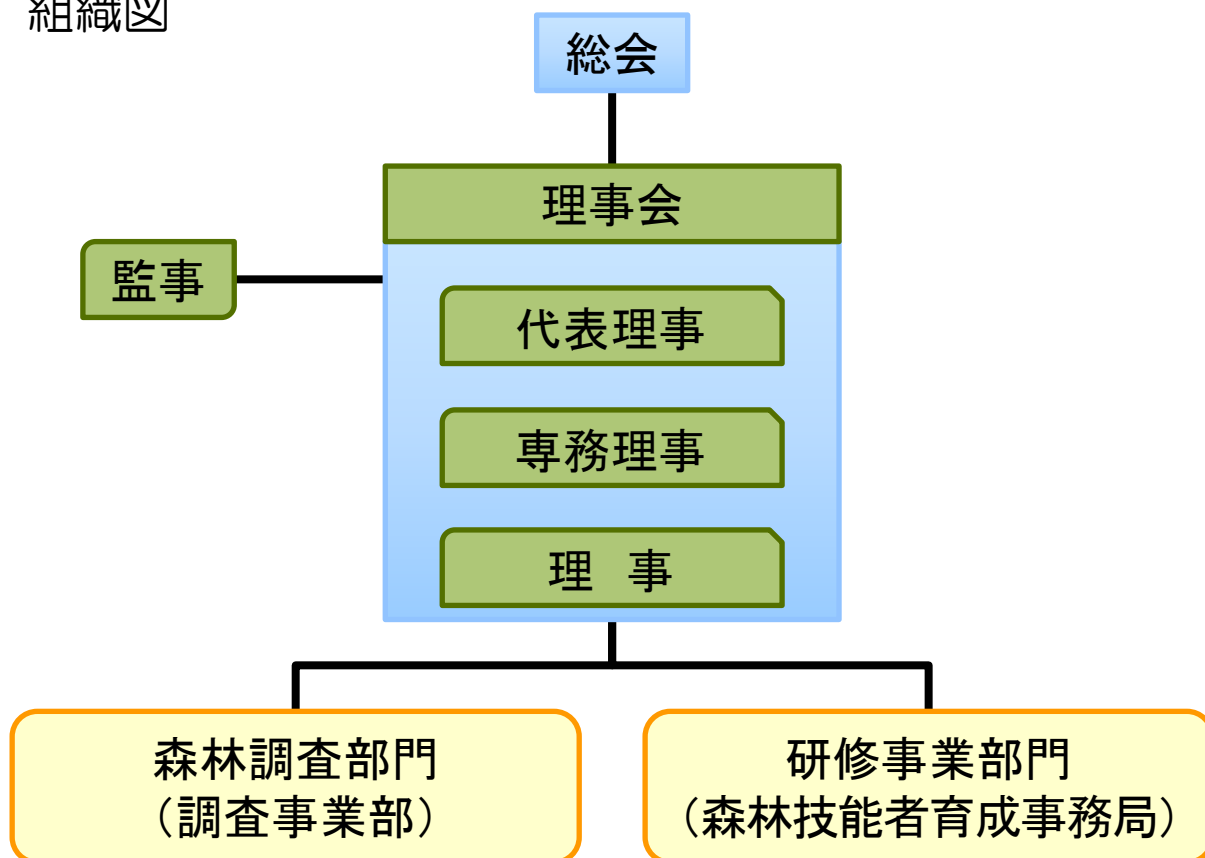 組織図
総会
理事会
監事
代表理事
専務理事
理　事
森林調査部門
（調査事業部）
研修事業部門
（森林技能者育成事務局）